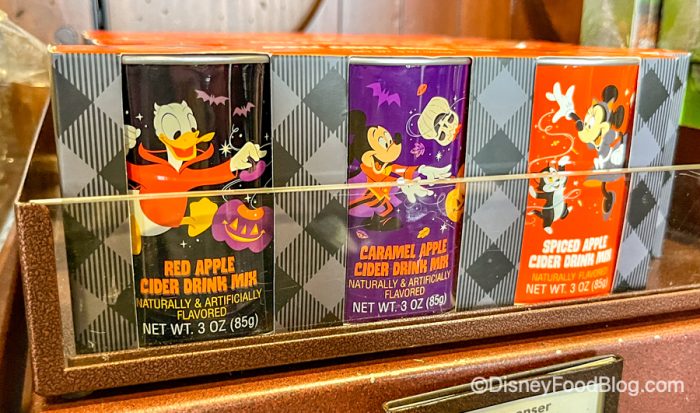 RED APPLE
CIDER DRINK MIX
NATURALLY & ARTIFICIALLY
FLAVORED
NET WT. 3 OZ (85g)
CARAMEL APPLE
CIDER DRINK MIX
NATURALLY & ARTIFICIALLY
FLAVORED
NET WT. 3 OZ (85g)
SPICED APPLE
CIDER DRINK MIX
NATURALLY FLAVORED
NET WT. 3 OZ (85g)
©DisneyFoodBlog.com